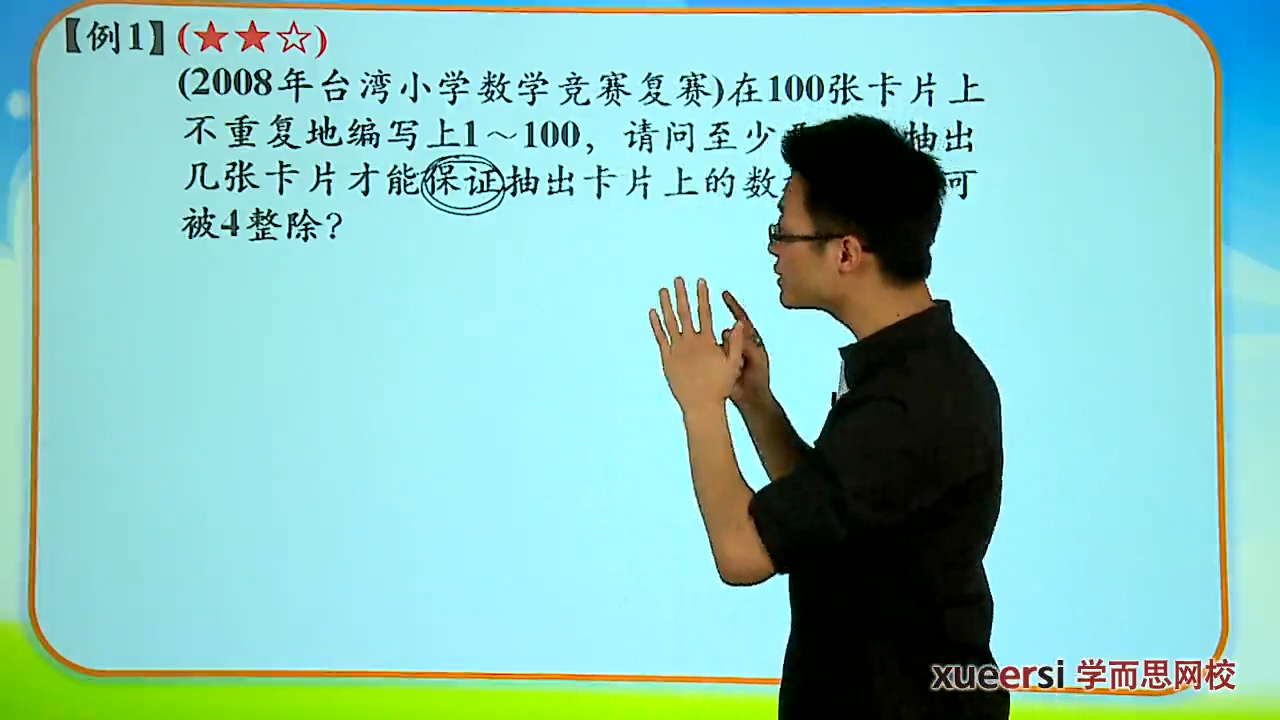 【例1】(★★☆)
(2008年台湾小学数学竞赛复赛)在100张卡片上
不重复地编写上1～100，请问至少 抽出
几张卡片才能保证抽出卡片上的数 可
被4整除？
xueersi 学而思网校